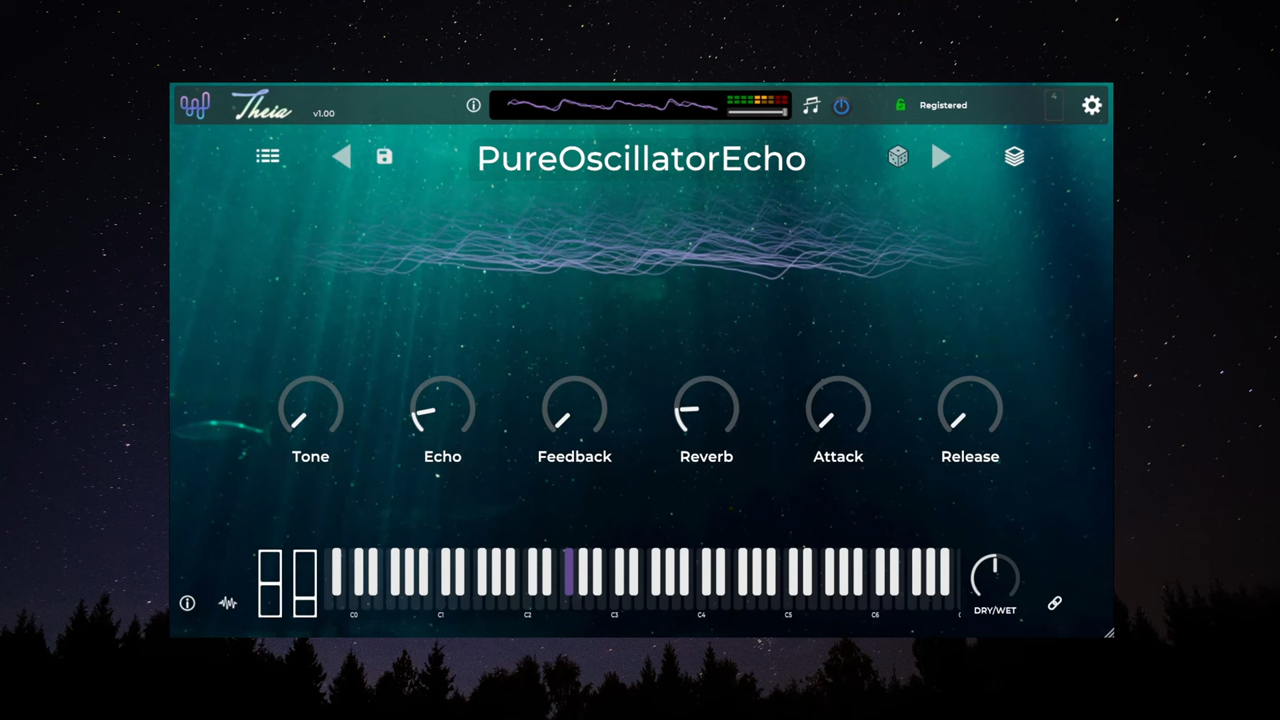 Theia
v1.00
Registered
4
PureOscillatorEcho
Tone
Echo
Feedback
Reverb
Attack
Release
C0
C1
C2
C3
C4
C5
C6
DRY/WET